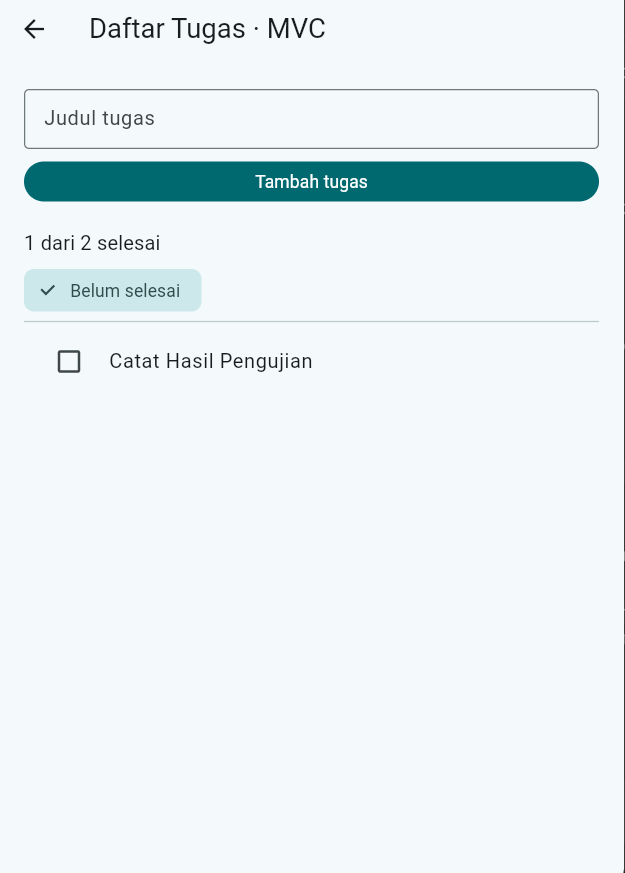 Daftar Tugas · MVC
Judul tugas
Tambah tugas
1 dari 2 selesai
Belum selesai
Catat Hasil Pengujian